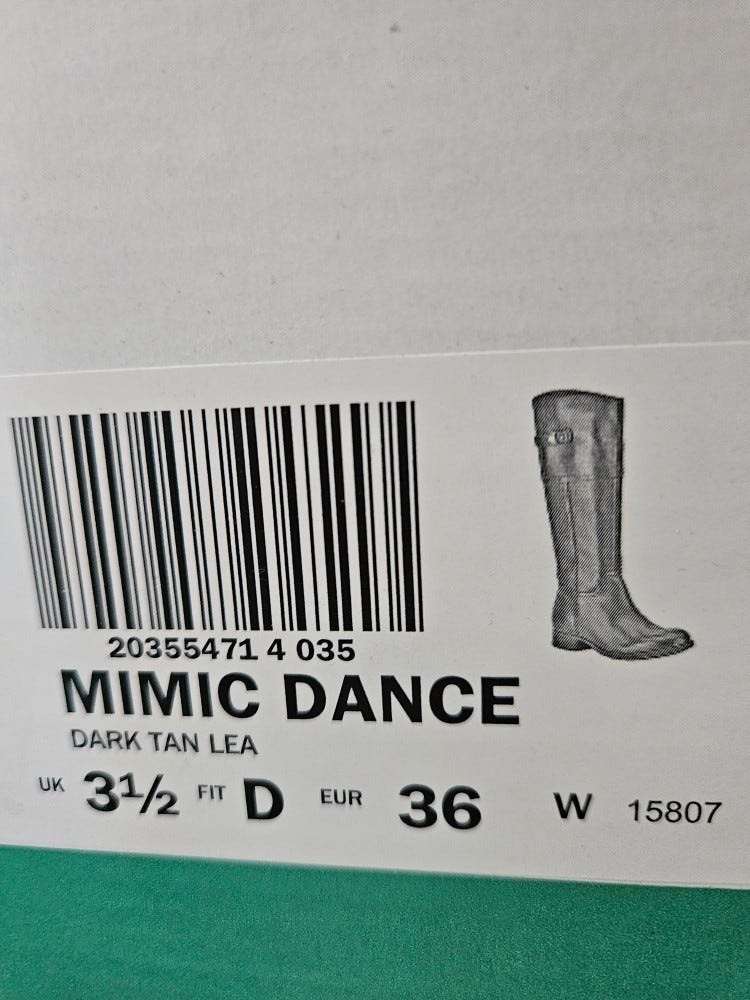 20355471 4 035
MIMIC DANCE
DARK TAN LEA
UK 3½ FIT D EUR 36 W 15807